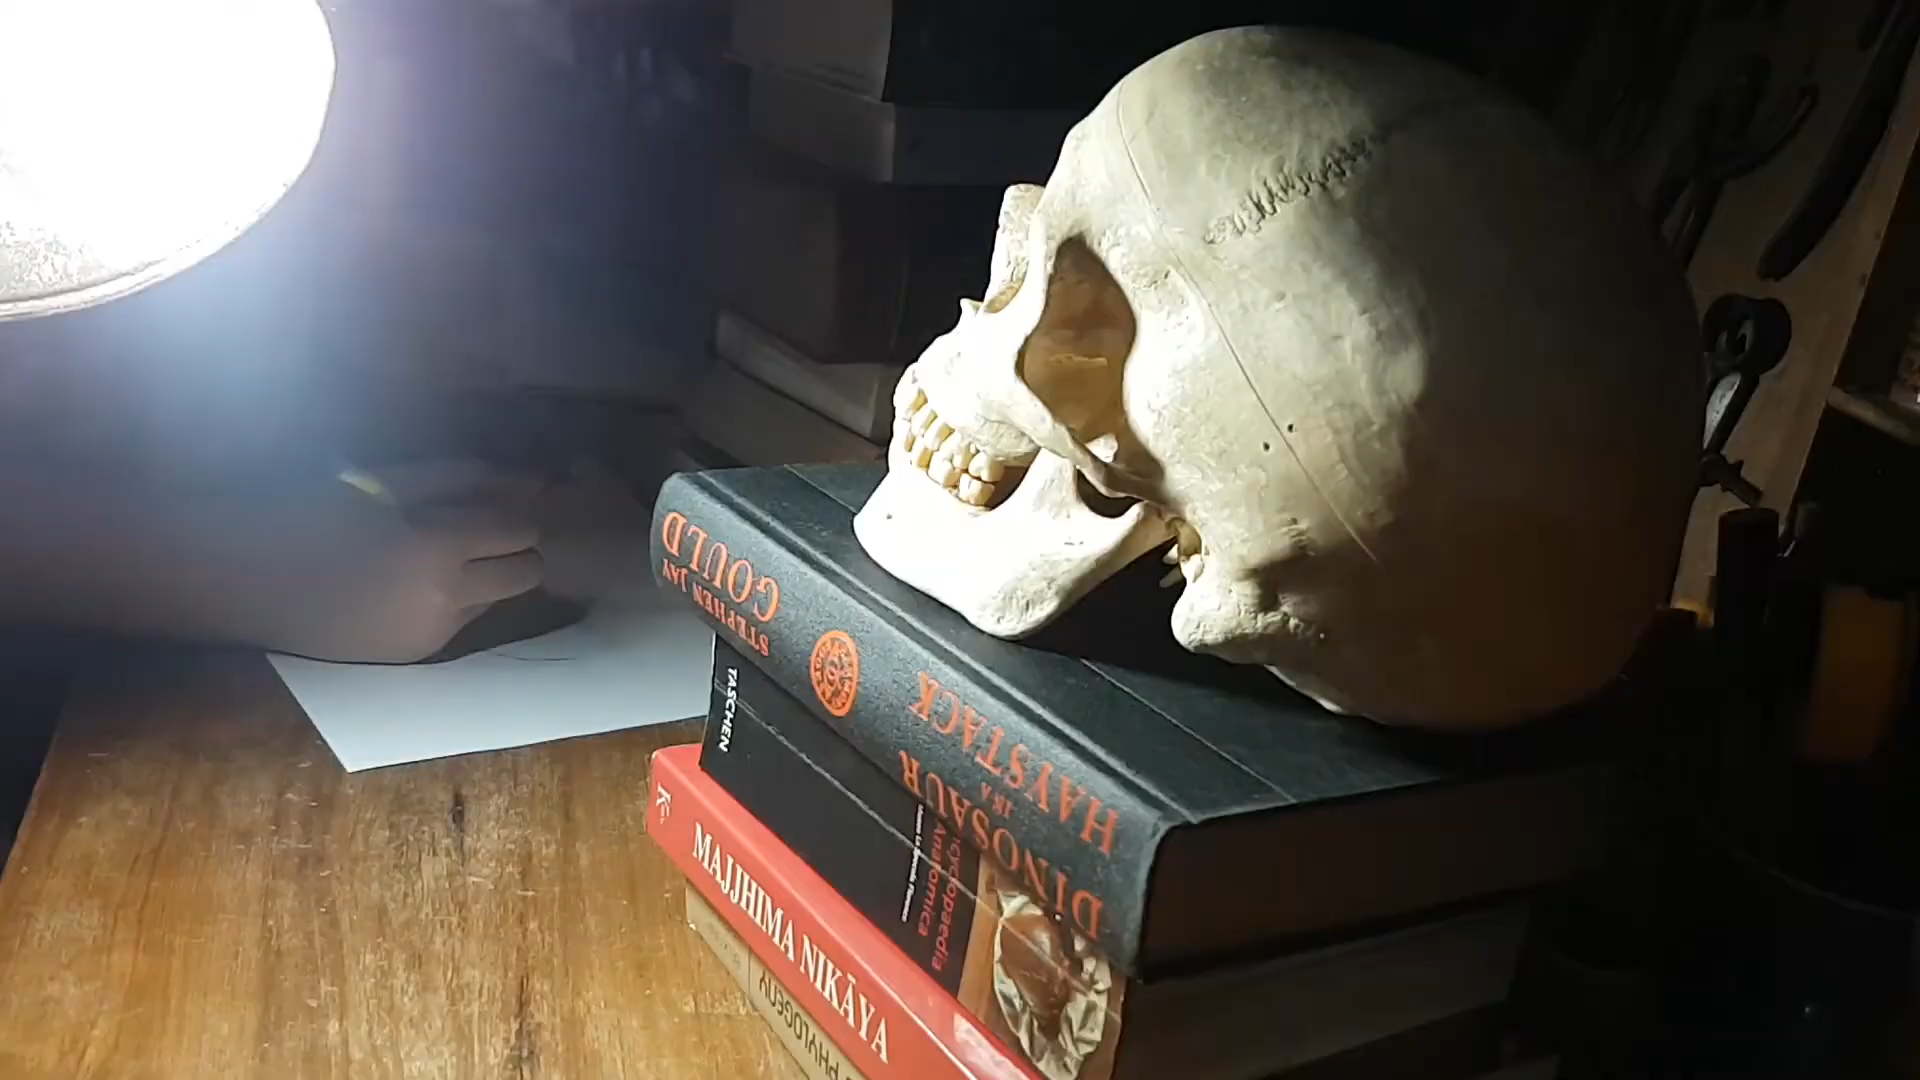 STEPHEN JAY
GOULD
DINOSAUR
IN A
HAYSTACK
TASCHEN
Encyclopaedia
Anatomica
MAJJHIMA NIKĀYA
PHYLOGENY